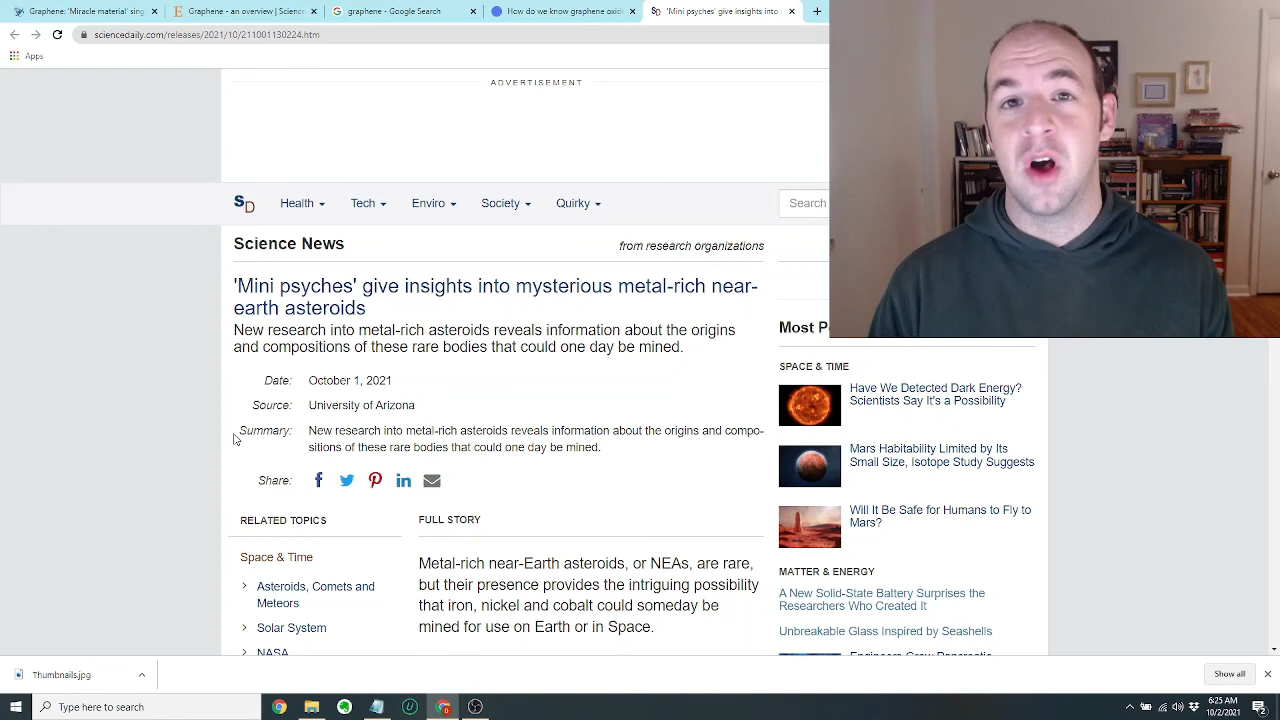 Graphene: 'Miracle material' sing
Graphene - an overview | Scienc
graphene - Google Search
How do we know graphene oxid
'Mini psyches' give insights into
sciencedaily.com/releases/2021/10/211001130224.htm
Apps
ADVERTISEMENT
SD
Health
Tech
Enviro
Society
Quirky
Search
Science News
from research organizations
'Mini psyches' give insights into mysterious metal-rich near-
earth asteroids
New research into metal-rich asteroids reveals information about the origins
and compositions of these rare bodies that could one day be mined.
Date: October 1, 2021
Source: University of Arizona
Summary: New research into metal-rich asteroids reveals information about the origins and compo-
sitions of these rare bodies that could one day be mined.
Share:
RELATED TOPICS
Space & Time
Asteroids, Comets and
Meteors
Solar System
NASA
FULL STORY
Metal-rich near-Earth asteroids, or NEAs, are rare,
but their presence provides the intriguing possibility
that iron, nickel and cobalt could someday be
mined for use on Earth or in Space.
Most P
SPACE & TIME
Have We Detected Dark Energy?
Scientists Say It's a Possibility
Mars Habitability Limited by Its
Small Size, Isotope Study Suggests
Will It Be Safe for Humans to Fly to
Mars?
MATTER & ENERGY
A New Solid-State Battery Surprises the
Researchers Who Created It
Unbreakable Glass Inspired by Seashells
Engineers Grow Pancreatic
Thumbnails.jpg
Show all
Type here to search
6:25 AM
10/2/2021
2